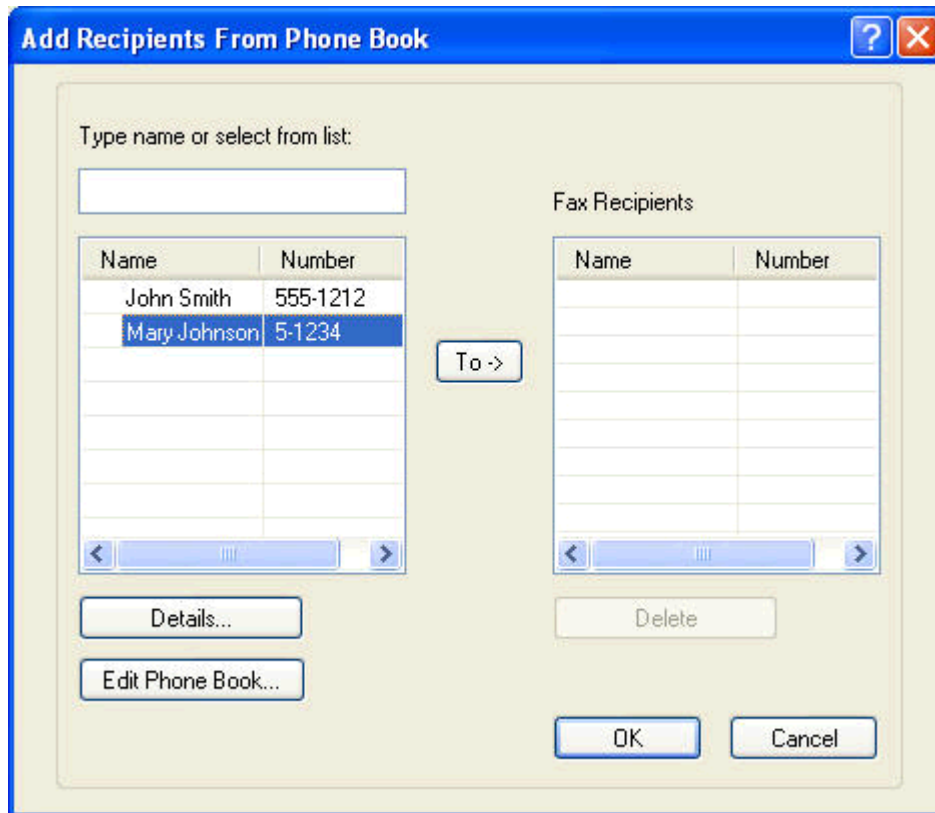 Add Recipients From Phone Book
Type name or select from list:
Fax Recipients
Name Number
John Smith 555-1212
Mary Johnson 5-1234
Name Number
To ->
Details...
Delete
Edit Phone Book...
OK Cancel